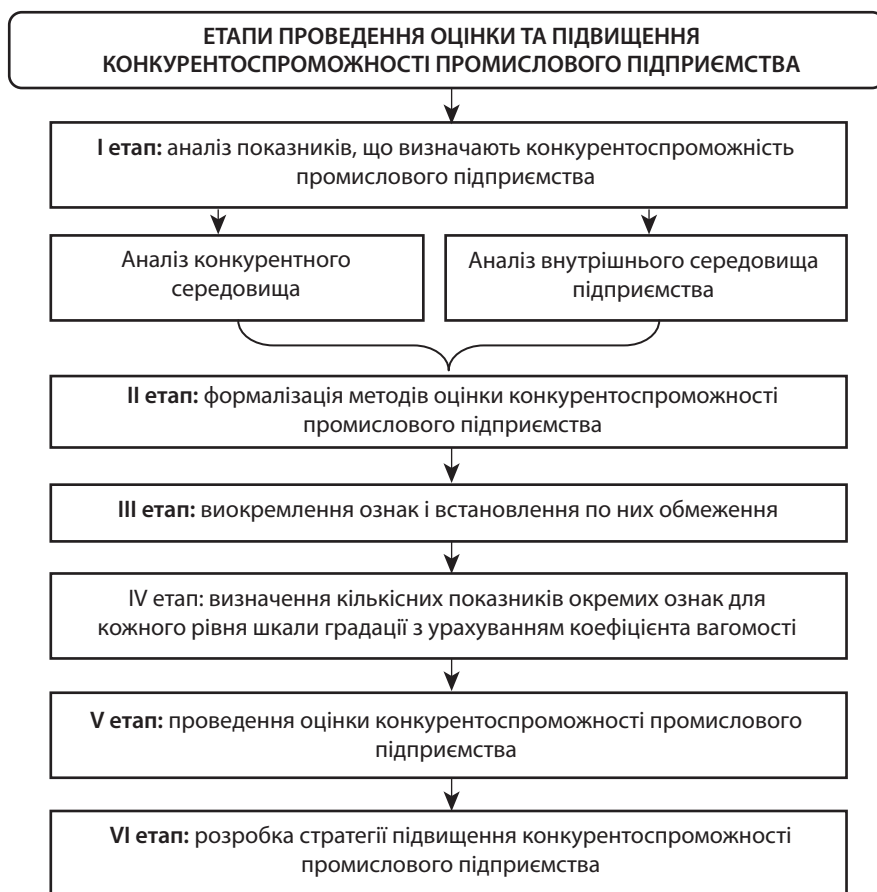 ЕТАПИ ПРОВЕДЕННЯ ОЦІНКИ ТА ПІДВИЩЕННЯ
КОНКУРЕНТОСПРОМОЖНОСТІ ПРОМИСЛОВОГО ПІДПРИЄМСТВА
І етап: аналіз показників, що визначають конкурентоспроможність
промислового підприємства
Аналіз конкурентного
середовища
Аналіз внутрішнього середовища
підприємства
ІІ етап: формалізація методів оцінки конкурентоспроможності
промислового підприємства
ІІІ етап: виокремлення ознак і встановлення по них обмеження
IV етап: визначення кількісних показників окремих ознак для
кожного рівня шкали градації з урахуванням коефіцієнта вагомості
V етап: проведення оцінки конкурентоспроможності промислового
підприємства
VI етап: розробка стратегії підвищення конкурентоспроможності
промислового підприємства